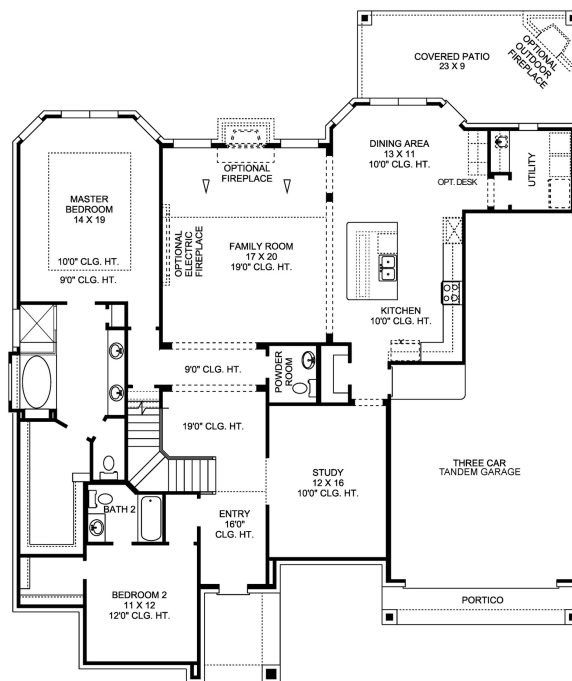 COVERED PATIO
23 X 9
OPTIONAL
OUTDOOR
FIREPLACE
DINING AREA
13 X 11
10'0" CLG. HT.
OPT. DESK
UTILITY
OPTIONAL
FIREPLACE
MASTER
BEDROOM
14 X 19
10'0" CLG. HT.
9'0" CLG. HT.
OPTIONAL
ELECTRIC
FIREPLACE
FAMILY ROOM
17 X 20
19'0" CLG. HT.
KITCHEN
10'0" CLG. HT.
9'0" CLG. HT.
POWDER
ROOM
19'0" CLG. HT.
STUDY
12 X 16
10'0" CLG. HT.
THREE CAR
TANDEM GARAGE
BATH 2
ENTRY
16'0"
CLG. HT.
BEDROOM 2
11 X 12
12'0" CLG. HT.
PORTICO